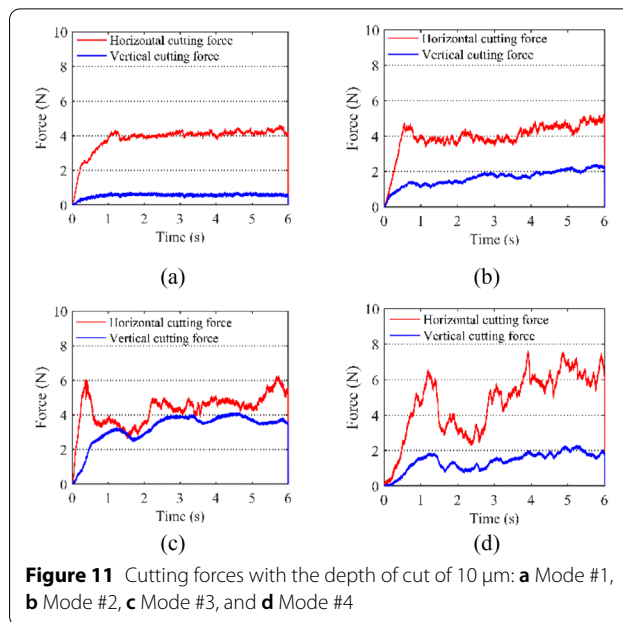 Horizontal cutting force
Vertical cutting force
10
8
6
4
2
0
Force (N)
0 1 2 3 4 5 6
Time (s)
(a)
Horizontal cutting force
Vertical cutting force
10
8
6
4
2
0
Force (N)
0 1 2 3 4 5 6
Time (s)
(b)
Horizontal cutting force
Vertical cutting force
10
8
6
4
2
0
Force (N)
0 1 2 3 4 5 6
Time (s)
(c)
Horizontal cutting force
Vertical cutting force
10
8
6
4
2
0
Force (N)
0 1 2 3 4 5 6
Time (s)
(d)
Figure 11 Cutting forces with the depth of cut of 10 μm: a Mode #1,
b Mode #2, c Mode #3, and d Mode #4